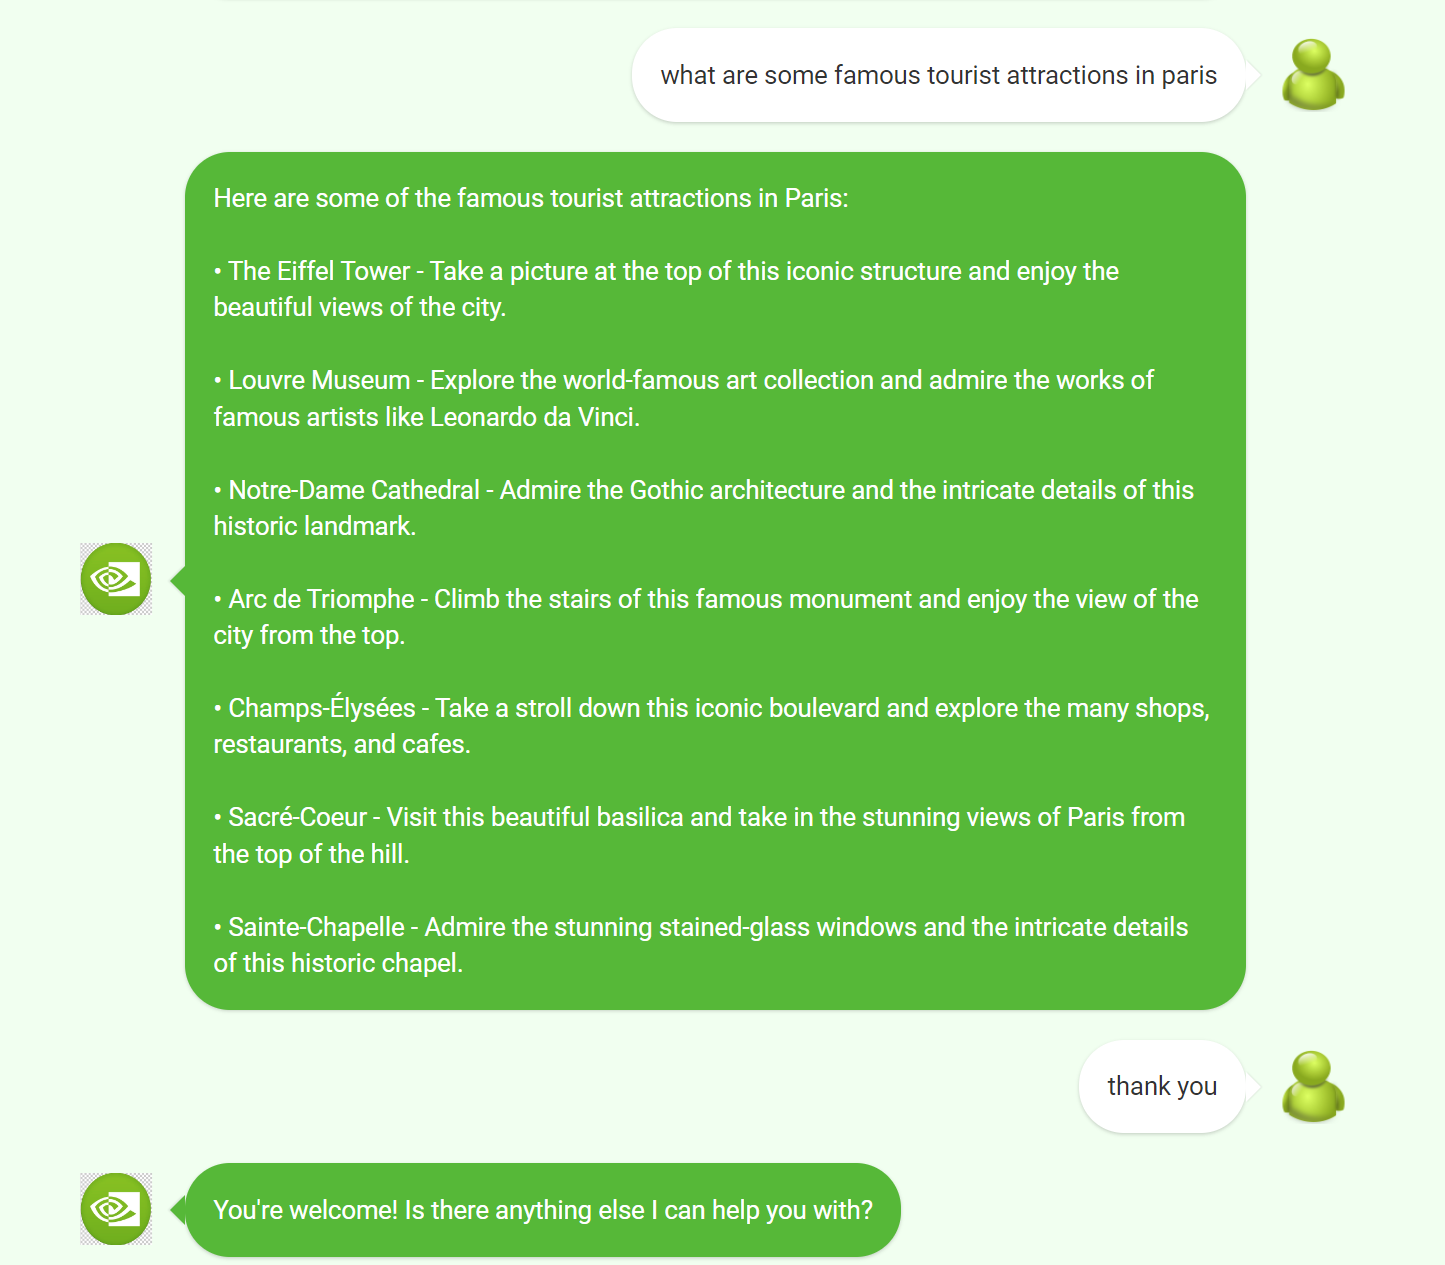 what are some famous tourist attractions in paris
Here are some of the famous tourist attractions in Paris:
• The Eiffel Tower - Take a picture at the top of this iconic structure and enjoy the
beautiful views of the city.
• Louvre Museum - Explore the world-famous art collection and admire the works of
famous artists like Leonardo da Vinci.
• Notre-Dame Cathedral - Admire the Gothic architecture and the intricate details of this
historic landmark.
• Arc de Triomphe - Climb the stairs of this famous monument and enjoy the view of the
city from the top.
• Champs-Élysées - Take a stroll down this iconic boulevard and explore the many shops,
restaurants, and cafes.
• Sacré-Coeur - Visit this beautiful basilica and take in the stunning views of Paris from
the top of the hill.
• Sainte-Chapelle - Admire the stunning stained-glass windows and the intricate details
of this historic chapel.
thank you
You're welcome! Is there anything else I can help you with?